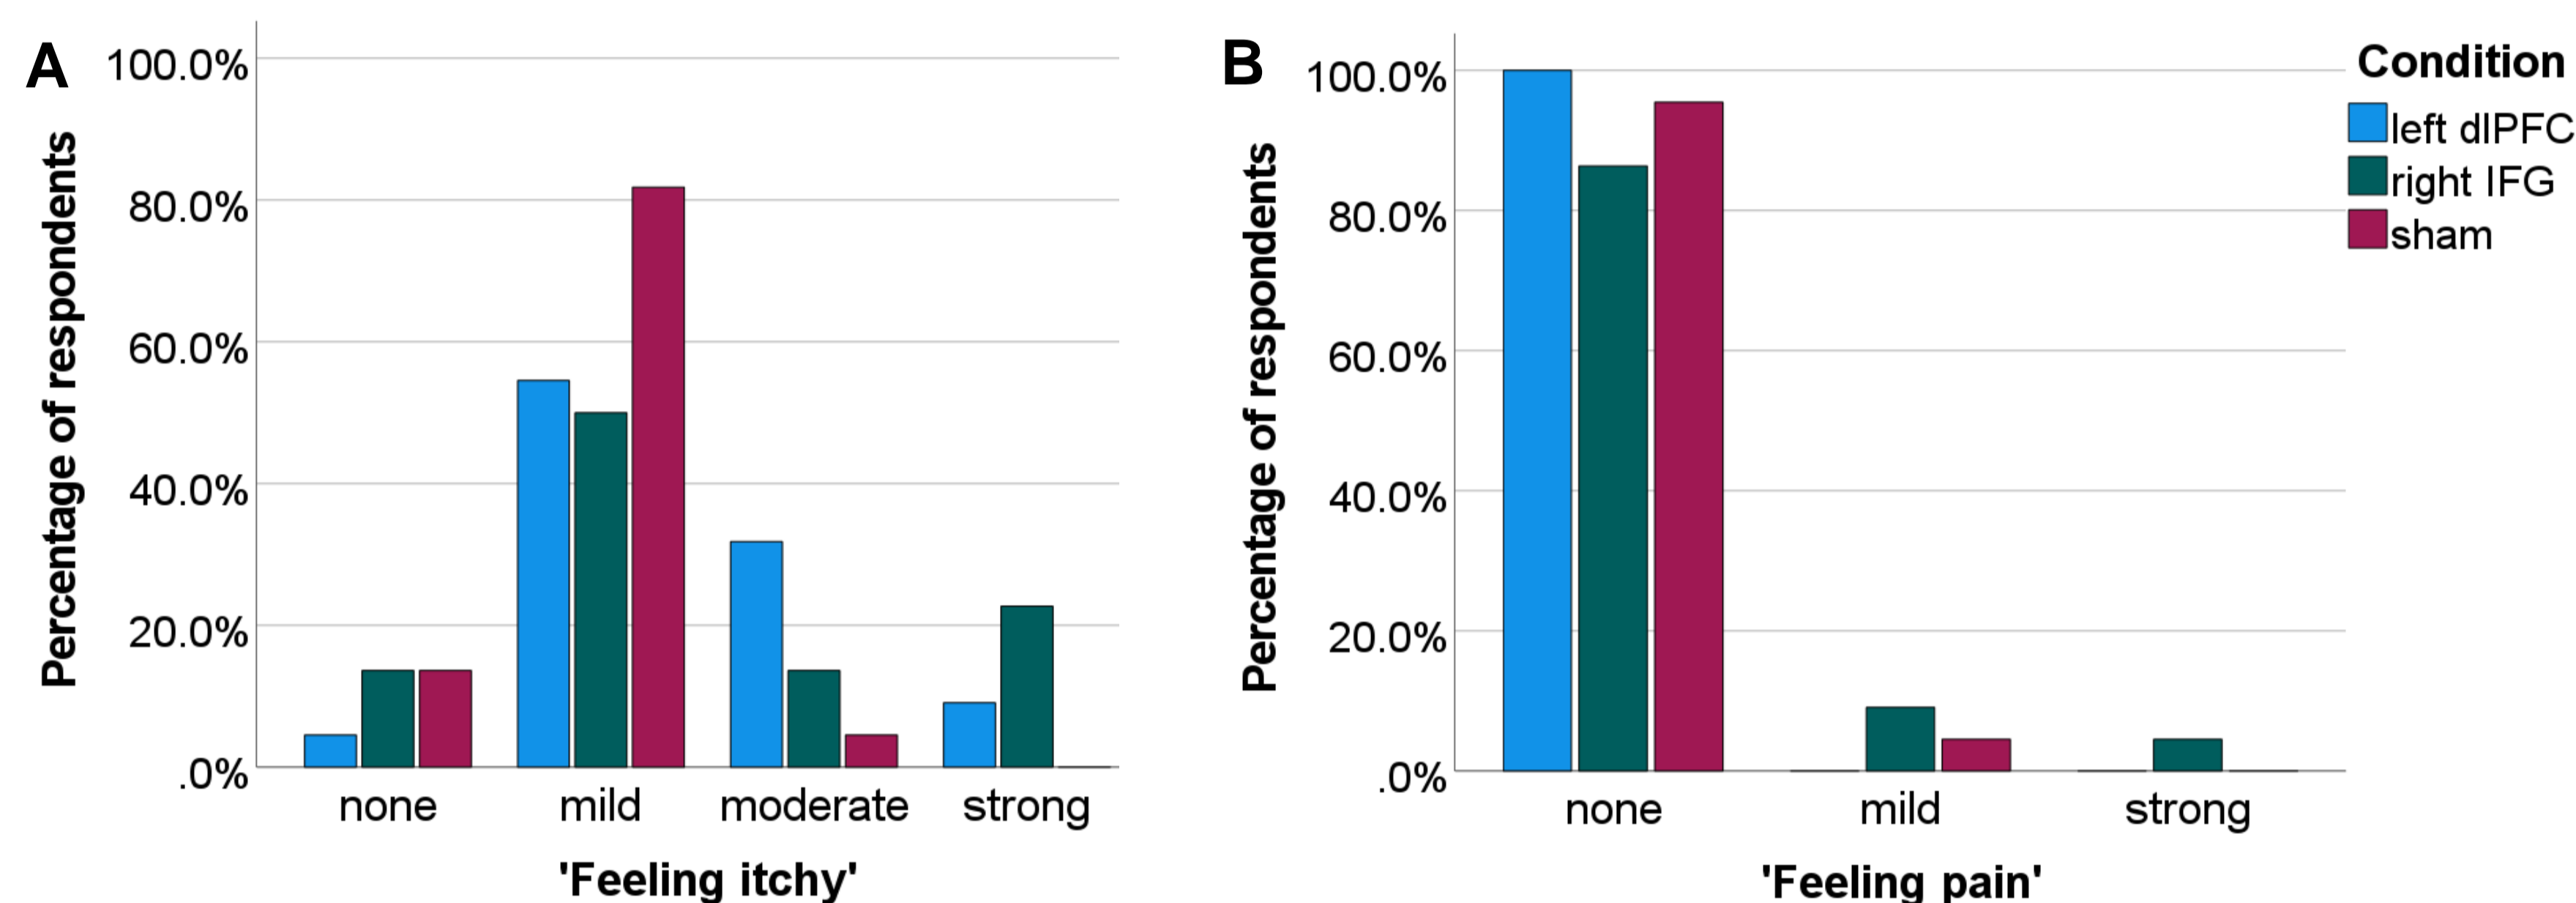 A
Percentage of respondents
100.0%
80.0%
60.0%
40.0%
20.0%
.0%
none mild moderate strong
'Feeling itchy'
B
Percentage of respondents
100.0%
80.0%
60.0%
40.0%
20.0%
.0%
none mild strong
'Feeling pain'
Condition
left dlPFC
right IFG
sham